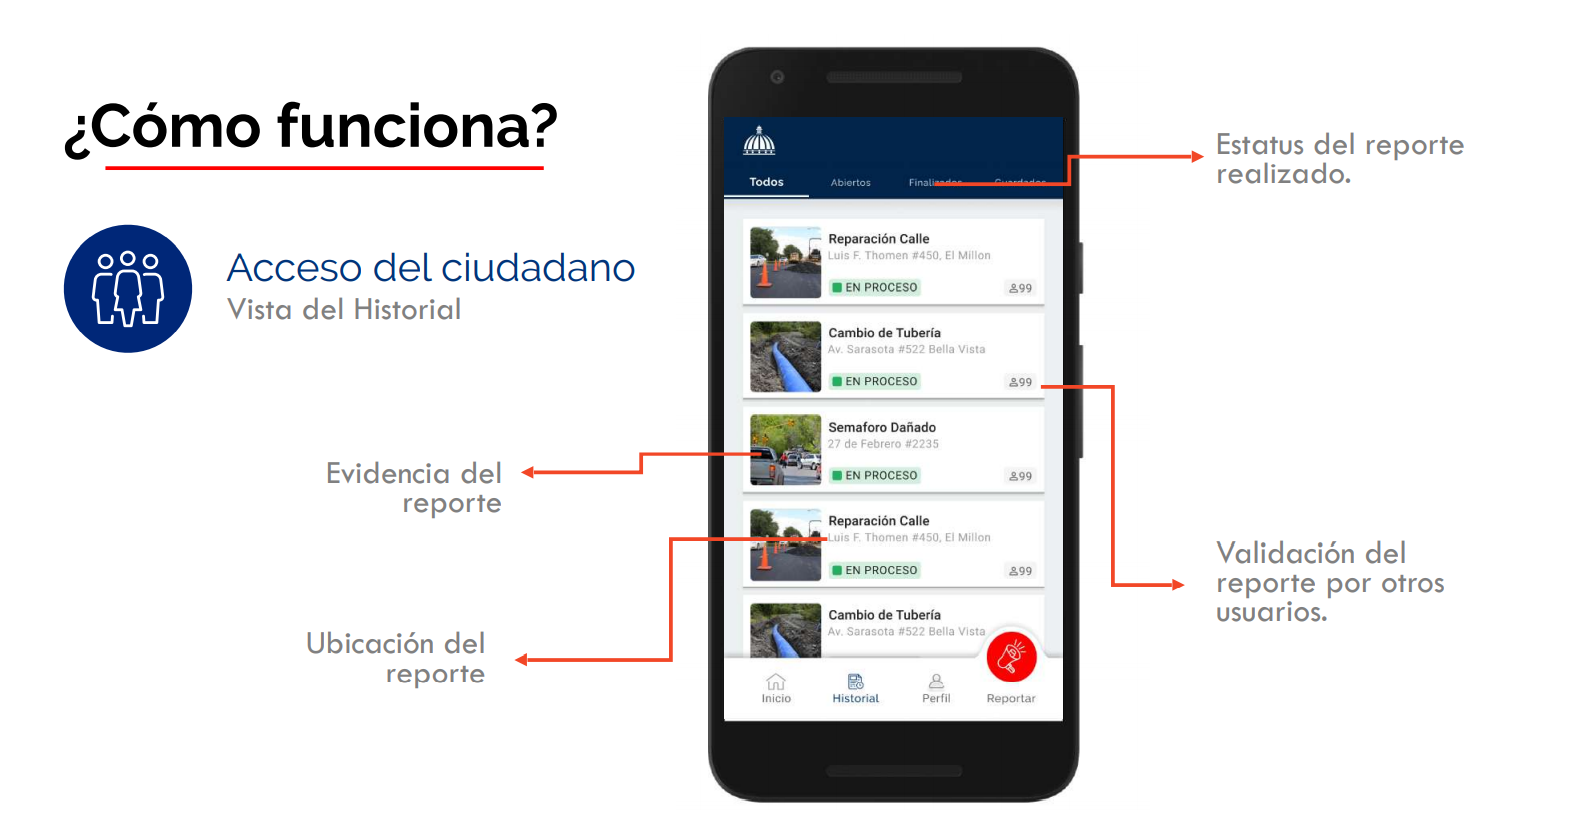 ¿Cómo funciona?
Acceso del ciudadano
Vista del Historial
Evidencia del
reporte
Ubicación del
reporte
Todos
Abiertos
Finalizados
Guardados
Reparación Calle
Luis F. Thomen #450, El Millon
EN PROCESO
99
Cambio de Tubería
Av. Sarasota #522 Bella Vista
EN PROCESO
99
Semaforo Dañado
27 de Febrero #2235
EN PROCESO
99
Reparación Calle
Luis F. Thomen #450, El Millon
EN PROCESO
99
Cambio de Tubería
Av. Sarasota #522 Bella Vista
Inicio
Historial
Perfil
Reportar
Estatus del reporte
realizado.
Validación del
reporte por otros
usuarios.